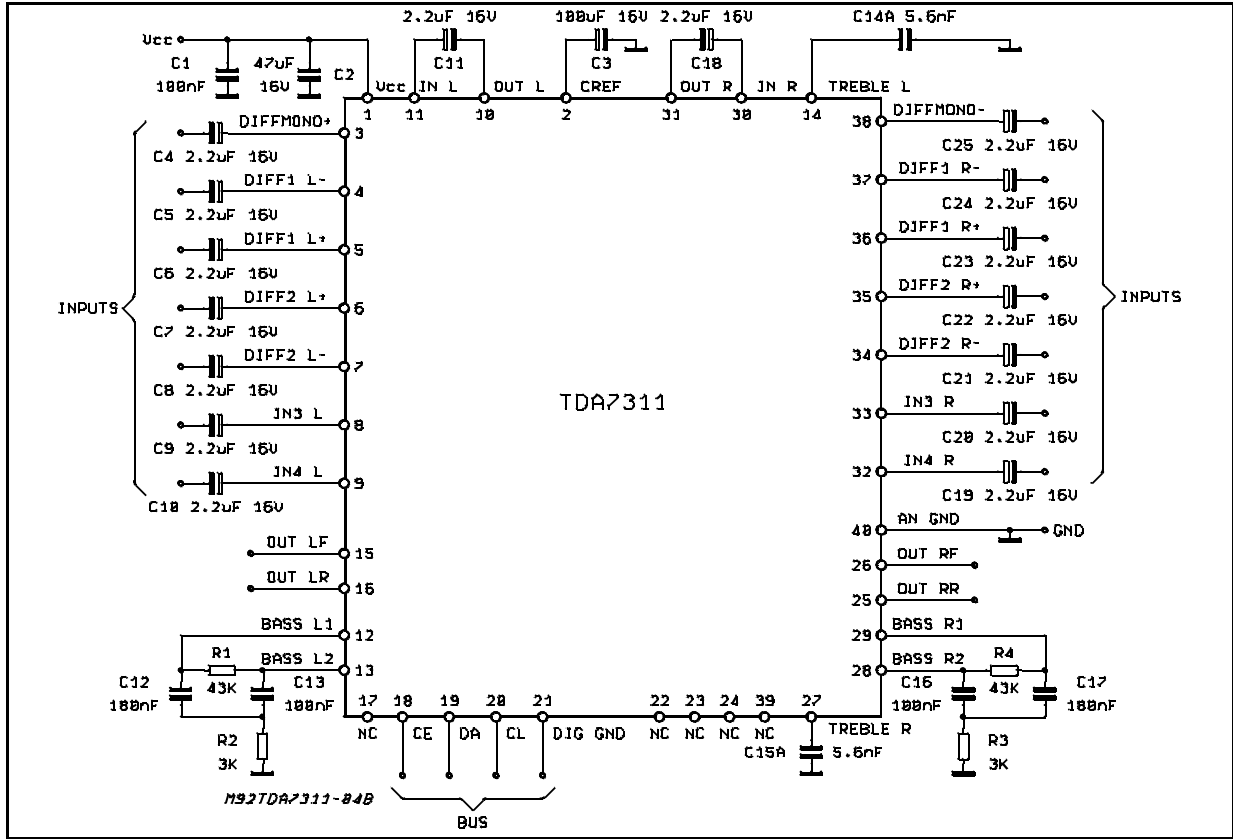 2.2uF 16V
100uF 16V
2.2uF 16V
C14A 5.6nF
Vcc
C1
100nF
47uF
16V
C2
C11
C3
C18
Vcc
IN L
OUT L
CREF
OUT R
IN R
TREBLE L
1
11
10
2
31
30
14
DIFFMONO+
3
C4 2.2uF 16V
DIFF1 L-
4
C5 2.2uF 16V
DIFF1 L+
5
C6 2.2uF 16V
DIFF2 L+
6
C7 2.2uF 16V
DIFF2 L-
7
C8 2.2uF 16V
IN3 L
8
C9 2.2uF 16V
IN4 L
9
C10 2.2uF 16V
INPUTS
TDA7311
38
DIFFMONO-
C25 2.2uF 16V
37
DIFF1 R-
C24 2.2uF 16V
36
DIFF1 R+
C23 2.2uF 16V
35
DIFF2 R+
C22 2.2uF 16V
34
DIFF2 R-
C21 2.2uF 16V
33
IN3 R
C20 2.2uF 16V
32
IN4 R
C19 2.2uF 16V
INPUTS
40
AN GND
GND
OUT LF
15
OUT LR
16
26
OUT RF
25
OUT RR
BASS L1
12
R1
BASS L2
13
43K
C12
100nF
C13
100nF
R2
3K
29
BASS R1
28
BASS R2
R4
43K
C16
100nF
C17
100nF
R3
3K
17
18
19
20
21
22
23
24
39
27
NC
CE
DA
CL
DIG GND
NC
NC
NC
NC
TREBLE R
C15A
5.6nF
M92TDA7311-04B
BUS